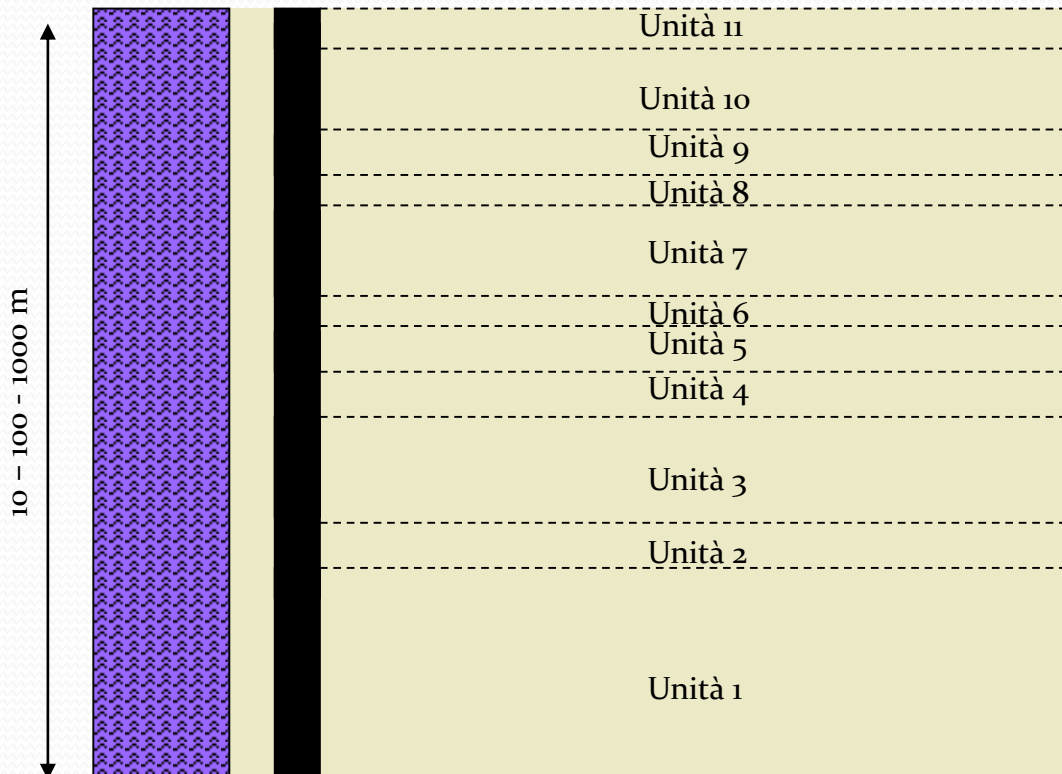 Unità 11
Unità 10
Unità 9
Unità 8
Unità 7
Unità 6
Unità 5
Unità 4
Unità 3
Unità 2
Unità 1
10 – 100 - 1000 m